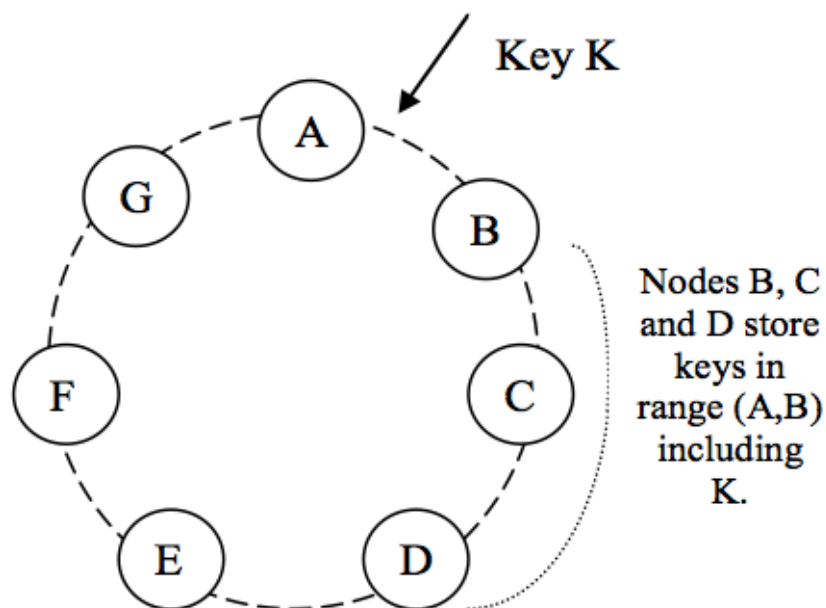 Key K
A
G
B
Nodes B, C
and D store
keys in
range (A,B)
including
K.
F
C
E
D